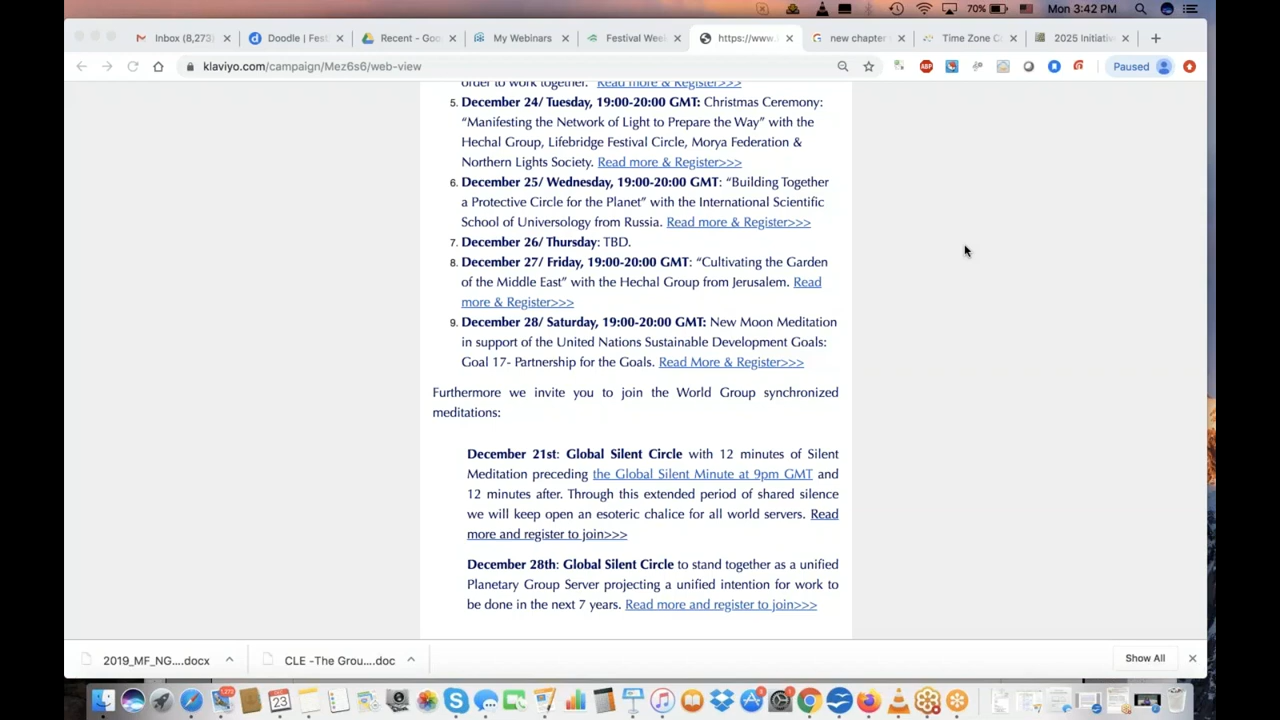 70% Mon 3:42 PM
Inbox (8,273) Doodle | Fest Recent - Goo My Webinars Festival Wee https://www. new chapter Time Zone C 2025 Initiativ
klaviyo.com/campaign/Mez6s6/web-view ABP Paused
order to work together. Read more & Register>>>
5. December 24/ Tuesday, 19:00-20:00 GMT: Christmas Ceremony:
“Manifesting the Network of Light to Prepare the Way” with the
Hechal Group, Lifebridge Festival Circle, Morya Federation &
Northern Lights Society. Read more & Register>>>
6. December 25/ Wednesday, 19:00-20:00 GMT: “Building Together
a Protective Circle for the Planet” with the International Scientific
School of Universology from Russia. Read more & Register>>>
7. December 26/ Thursday: TBD.
8. December 27/ Friday, 19:00-20:00 GMT: “Cultivating the Garden
of the Middle East” with the Hechal Group from Jerusalem. Read
more & Register>>>
9. December 28/ Saturday, 19:00-20:00 GMT: New Moon Meditation
in support of the United Nations Sustainable Development Goals:
Goal 17- Partnership for the Goals. Read More & Register>>>
Furthermore we invite you to join the World Group synchronized
meditations:
December 21st: Global Silent Circle with 12 minutes of Silent
Meditation preceding the Global Silent Minute at 9pm GMT and
12 minutes after. Through this extended period of shared silence
we will keep open an esoteric chalice for all world servers. Read
more and register to join>>>
December 28th: Global Silent Circle to stand together as a unified
Planetary Group Server projecting a unified intention for work to
be done in the next 7 years. Read more and register to join>>>
2019_MF_NG....docx CLE -The Grou....doc Show All
23